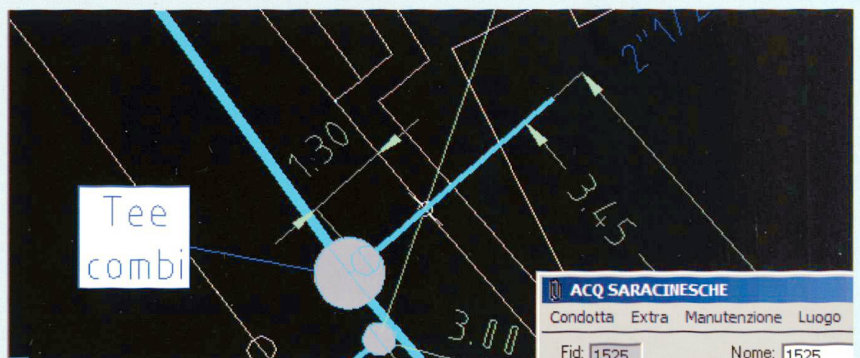 2"1/2
1.30
3.45
Tee
combi
3.00
ACQ SARACINESCHE
Condotta Extra Manutenzione Luogo
Fid: 1525 Nome: 1525